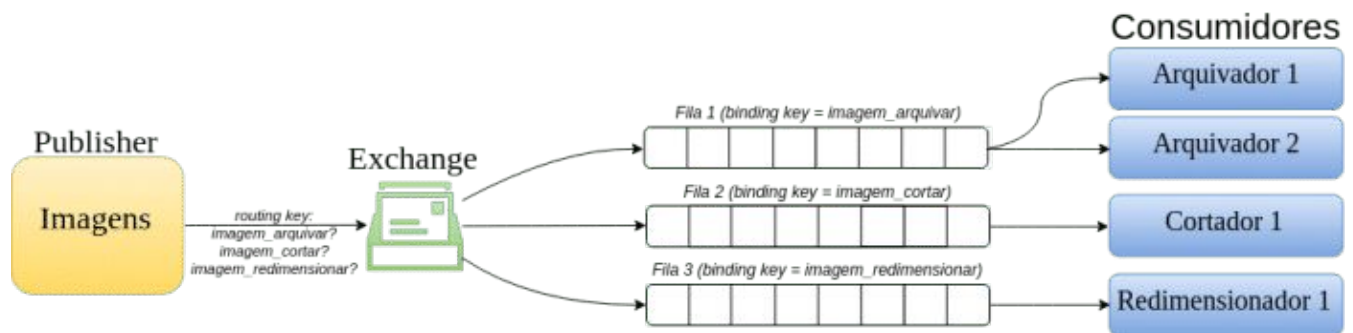 Publisher
Imagens
routing key:
imagem_arquivar?
imagem_cortar?
imagem_redimensionar?
Exchange
Fila 1 (binding key = imagem_arquivar)
Fila 2 (binding key = imagem_cortar)
Fila 3 (binding key = imagem_redimensionar)
Consumidores
Arquivador 1
Arquivador 2
Cortador 1
Redimensionador 1